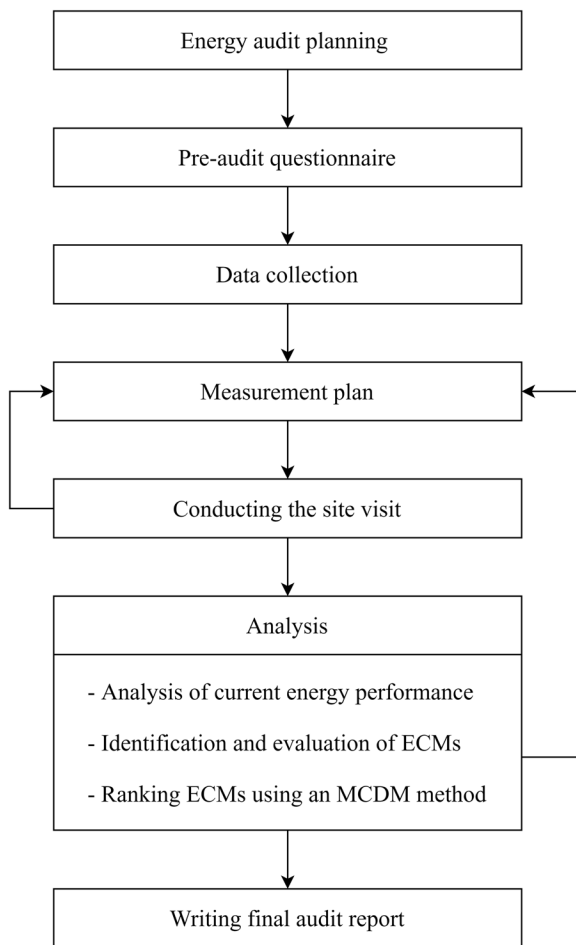 Energy audit planning
Pre-audit questionnaire
Data collection
Measurement plan
Conducting the site visit
Analysis
- Analysis of current energy performance
- Identification and evaluation of ECMs
- Ranking ECMs using an MCDM method
Writing final audit report